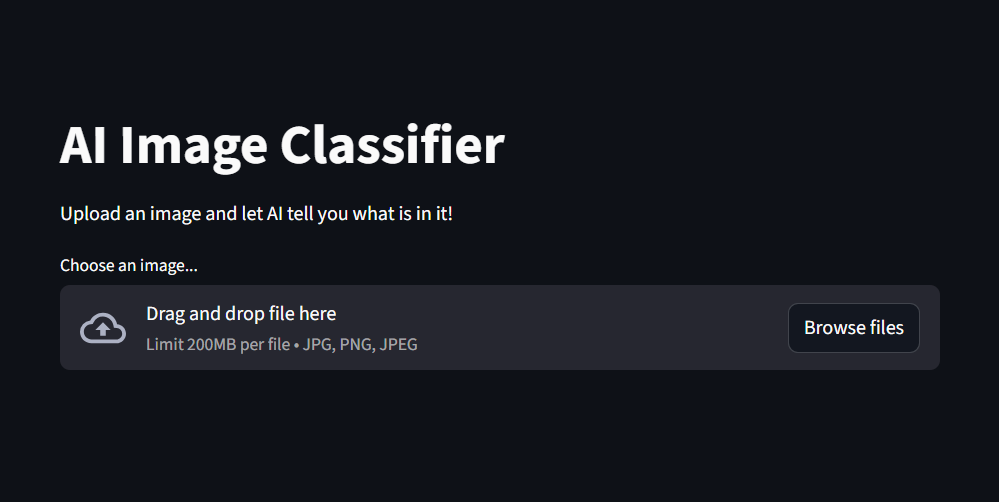 AI Image Classifier
Upload an image and let AI tell you what is in it!
Choose an image...
Drag and drop file here
Limit 200MB per file • JPG, PNG, JPEG
Browse files